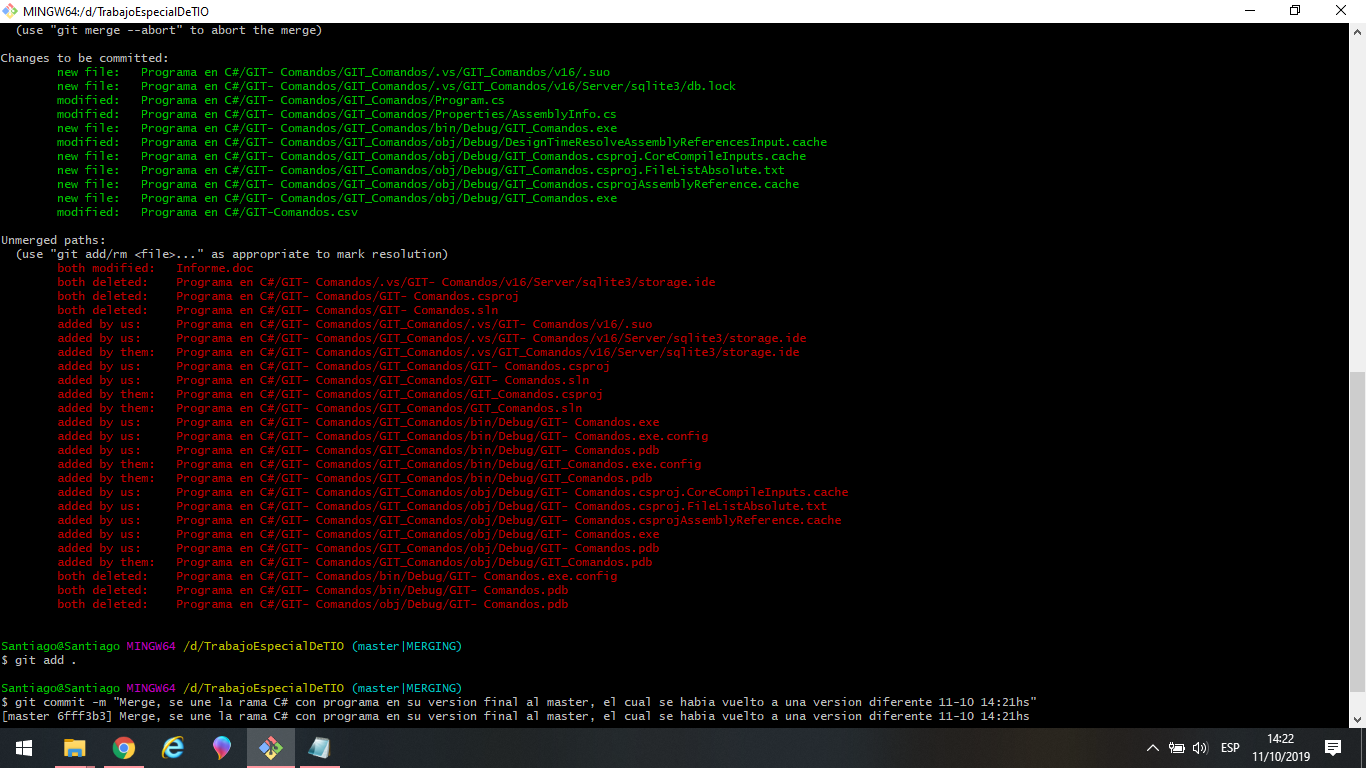 MINGW64:/d/TrabajoEspecialDeTIO
(use "git merge --abort" to abort the merge)
Changes to be committed:
new file:   Programa en C#/GIT- Comandos/GIT_Comandos/.vs/GIT_Comandos/v16/.suo
new file:   Programa en C#/GIT- Comandos/GIT_Comandos/.vs/GIT_Comandos/v16/Server/sqlite3/db.lock
modified:   Programa en C#/GIT- Comandos/GIT_Comandos/Program.cs
modified:   Programa en C#/GIT- Comandos/GIT_Comandos/Properties/AssemblyInfo.cs
new file:   Programa en C#/GIT- Comandos/GIT_Comandos/bin/Debug/GIT_Comandos.exe
modified:   Programa en C#/GIT- Comandos/GIT_Comandos/obj/Debug/DesignTimeResolveAssemblyReferencesInput.cache
new file:   Programa en C#/GIT- Comandos/GIT_Comandos/obj/Debug/GIT_Comandos.csproj.CoreCompileInputs.cache
new file:   Programa en C#/GIT- Comandos/GIT_Comandos/obj/Debug/GIT_Comandos.csproj.FileListAbsolute.txt
new file:   Programa en C#/GIT- Comandos/GIT_Comandos/obj/Debug/GIT_Comandos.csprojAssemblyReference.cache
new file:   Programa en C#/GIT- Comandos/GIT_Comandos/obj/Debug/GIT_Comandos.exe
modified:   Programa en C#/GIT-Comandos.csv
Unmerged paths:
(use "git add/rm <file>..." as appropriate to mark resolution)
both modified:   Informe.doc
both deleted:    Programa en C#/GIT- Comandos/.vs/GIT- Comandos/v16/Server/sqlite3/storage.ide
both deleted:    Programa en C#/GIT- Comandos/GIT- Comandos.csproj
both deleted:    Programa en C#/GIT- Comandos/GIT- Comandos.sln
added by us:     Programa en C#/GIT- Comandos/GIT_Comandos/.vs/GIT- Comandos/v16/.suo
added by us:     Programa en C#/GIT- Comandos/GIT_Comandos/.vs/GIT- Comandos/v16/Server/sqlite3/storage.ide
added by them:   Programa en C#/GIT- Comandos/GIT_Comandos/.vs/GIT_Comandos/v16/Server/sqlite3/storage.ide
added by us:     Programa en C#/GIT- Comandos/GIT_Comandos/GIT- Comandos.csproj
added by us:     Programa en C#/GIT- Comandos/GIT_Comandos/GIT- Comandos.sln
added by them:   Programa en C#/GIT- Comandos/GIT_Comandos/GIT_Comandos.csproj
added by them:   Programa en C#/GIT- Comandos/GIT_Comandos/GIT_Comandos.sln
added by us:     Programa en C#/GIT- Comandos/GIT_Comandos/bin/Debug/GIT- Comandos.exe
added by us:     Programa en C#/GIT- Comandos/GIT_Comandos/bin/Debug/GIT- Comandos.exe.config
added by us:     Programa en C#/GIT- Comandos/GIT_Comandos/bin/Debug/GIT- Comandos.pdb
added by them:   Programa en C#/GIT- Comandos/GIT_Comandos/bin/Debug/GIT_Comandos.exe.config
added by them:   Programa en C#/GIT- Comandos/GIT_Comandos/bin/Debug/GIT_Comandos.pdb
added by us:     Programa en C#/GIT- Comandos/GIT_Comandos/obj/Debug/GIT- Comandos.csproj.CoreCompileInputs.cache
added by us:     Programa en C#/GIT- Comandos/GIT_Comandos/obj/Debug/GIT- Comandos.csproj.FileListAbsolute.txt
added by us:     Programa en C#/GIT- Comandos/GIT_Comandos/obj/Debug/GIT- Comandos.csprojAssemblyReference.cache
added by us:     Programa en C#/GIT- Comandos/GIT_Comandos/obj/Debug/GIT- Comandos.exe
added by us:     Programa en C#/GIT- Comandos/GIT_Comandos/obj/Debug/GIT- Comandos.pdb
added by them:   Programa en C#/GIT- Comandos/GIT_Comandos/obj/Debug/GIT_Comandos.pdb
both deleted:    Programa en C#/GIT- Comandos/bin/Debug/GIT- Comandos.exe.config
both deleted:    Programa en C#/GIT- Comandos/bin/Debug/GIT- Comandos.pdb
both deleted:    Programa en C#/GIT- Comandos/obj/Debug/GIT- Comandos.pdb
Santiago@Santiago MINGW64 /d/TrabajoEspecialDeTIO (master|MERGING)
$ git add .
Santiago@Santiago MINGW64 /d/TrabajoEspecialDeTIO (master|MERGING)
$ git commit -m "Merge, se une la rama C# con programa en su version final al master, el cual se habia vuelto a una version diferente 11-10 14:21hs"
[master 6fff3b3] Merge, se une la rama C# con programa en su version final al master, el cual se habia vuelto a una version diferente 11-10 14:21hs
ESP
14:22
11/10/2019